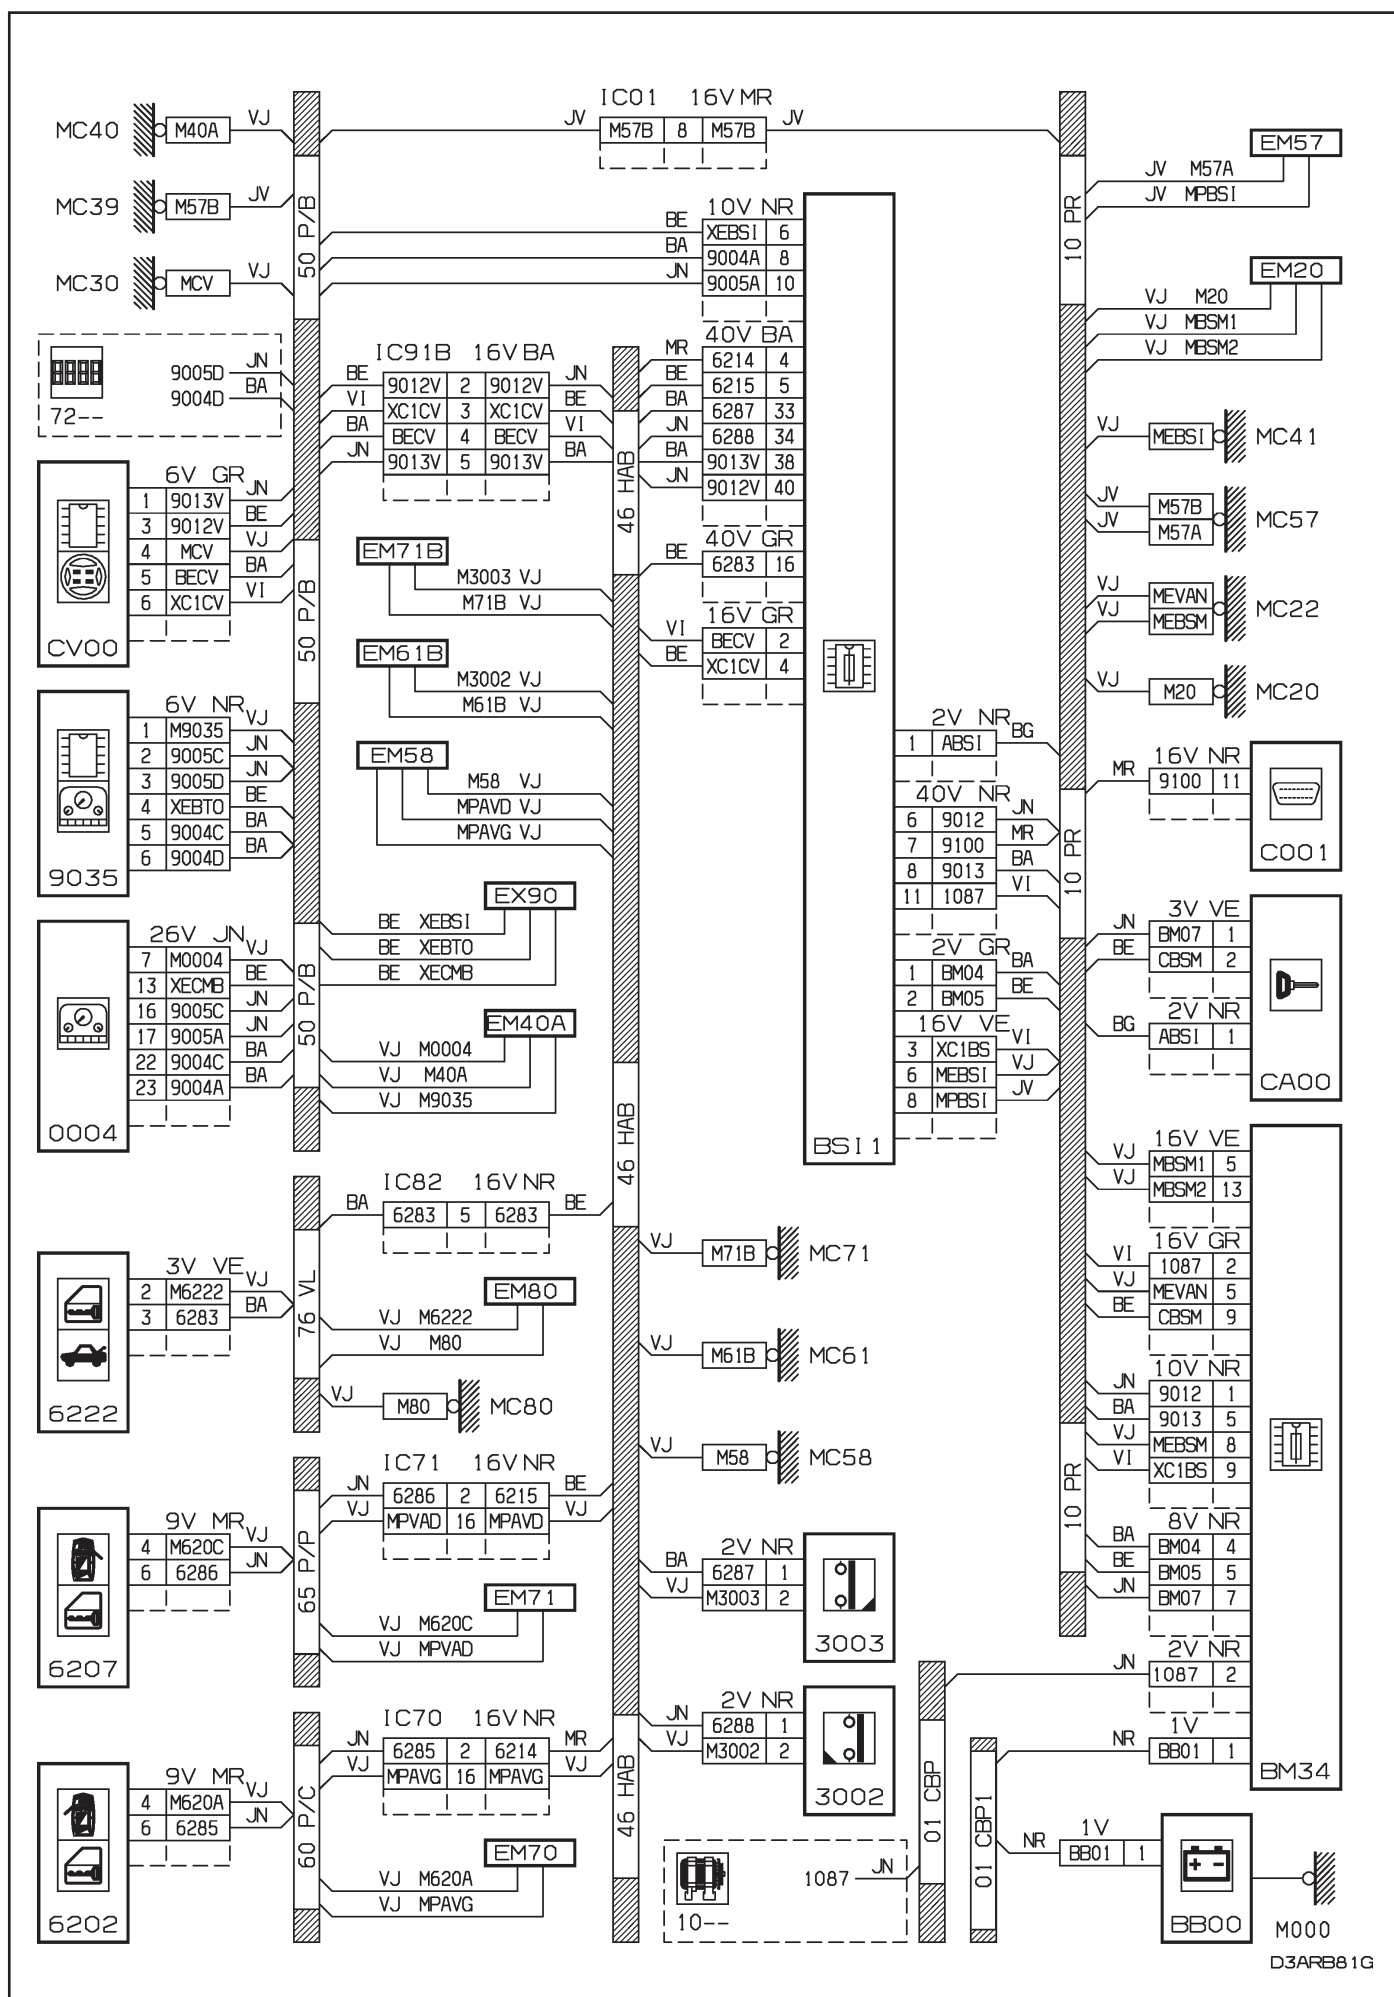 IC01 16V MR
MC40 M40A VJ
JV M57B 8 M57B JV
EM57
JV M57A
JV MPBSI
MC39 M57B JV
50 P/B
10 PR
10V NR
BE XEBSI 6
BA 9004A 8
JN 9005A 10
MC30 MCV VJ
EM20
VJ M20
VJ MBSM1
VJ MBSM2
72--
9005D JN
9004D BA
IC91B 16V BA
BE 9012V 2 9012V JN
VI XC1CV 3 XC1CV BE
BA BECV 4 BECV VI
JN 9013V 5 9013V BA
46 HAB
40V BA
MR 6214 4
BE 6215 5
BA 6287 33
JN 6288 34
BA 9013V 38
JN 9012V 40
VJ MEBSI MC41
6V GR
1 9013V JN
3 9012V BE
4 MCV VJ
5 BECV BA
6 XC1CV VI
CV00
50 P/B
JV M57B
JV M57A
MC57
EM71B
M3003 VJ
M71B VJ
40V GR
BE 6283 16
VJ MEVAN
VJ MEBSM
MC22
EM61B
M3002 VJ
M61B VJ
16V GR
VI BECV 2
BE XC1CV 4
VJ M20 MC20
6V NR
1 M9035 VJ
2 9005C JN
3 9005D JN
4 XEBTO BE
5 9004C BA
6 9004D BA
9035
EM58
M58 VJ
MPAVD VJ
MPAVG VJ
2V NR
1 ABSI BG
40V NR
6 9012 JN
7 9100 MR
8 9013 BA
11 1087 VI
10 PR
16V NR
MR 9100 11
C001
EX90
BE XEBSI
BE XEBTO
BE XECMB
26V JN
7 M0004 VJ
13 XECMB BE
16 9005C JN
17 9005A JN
22 9004C BA
23 9004A BA
0004
50 P/B
EM40A
VJ M0004
VJ M40A
VJ M9035
2V GR
1 BM04 BA
2 BM05 BE
16V VE
3 XC1BS VI
6 MEBSI VJ
8 MPBSI JV
BSI1
3V VE
JN BM07 1
BE CBSM 2
2V NR
BG ABSI 1
CA00
46 HAB
IC82 16V NR
BA 6283 5 6283 BE
16V VE
VJ MBSM1 5
VJ MBSM2 13
16V GR
VI 1087 2
VJ MEVAN 5
BE CBSM 9
10V NR
JN 9012 1
BA 9013 5
VJ MEBSM 8
VI XC1BS 9
8V NR
BA BM04 4
BE BM05 5
JN BM07 7
2V NR
JN 1087 2
1V
NR BB01 1
BM34
10 PR
3V VE
2 M6222 VJ
3 6283 BA
6222
76 VL
EM80
VJ M6222
VJ M80
VJ M80 MC80
VJ M71B MC71
VJ M61B MC61
VJ M58 MC58
IC71 16V NR
JN 6286 2 6215 BE
VJ MPVAD 16 MPAVD VJ
9V MR
4 M620C VJ
6 6286 JN
6207
65 P/P
EM71
VJ M620C
VJ MPVAD
2V NR
BA 6287 1
VJ M3003 2
3003
IC70 16V NR
JN 6285 2 6214 MR
VJ MPAVG 16 MPAVG VJ
2V NR
JN 6288 1
VJ M3002 2
3002
9V MR
4 M620A VJ
6 6285 JN
6202
60 P/C
EM70
VJ M620A
VJ MPAVG
46 HAB
10--
1087 JN
01 CBP
01 CBP1
1V
NR BB01 1
BB00
M000
D3ARB81G